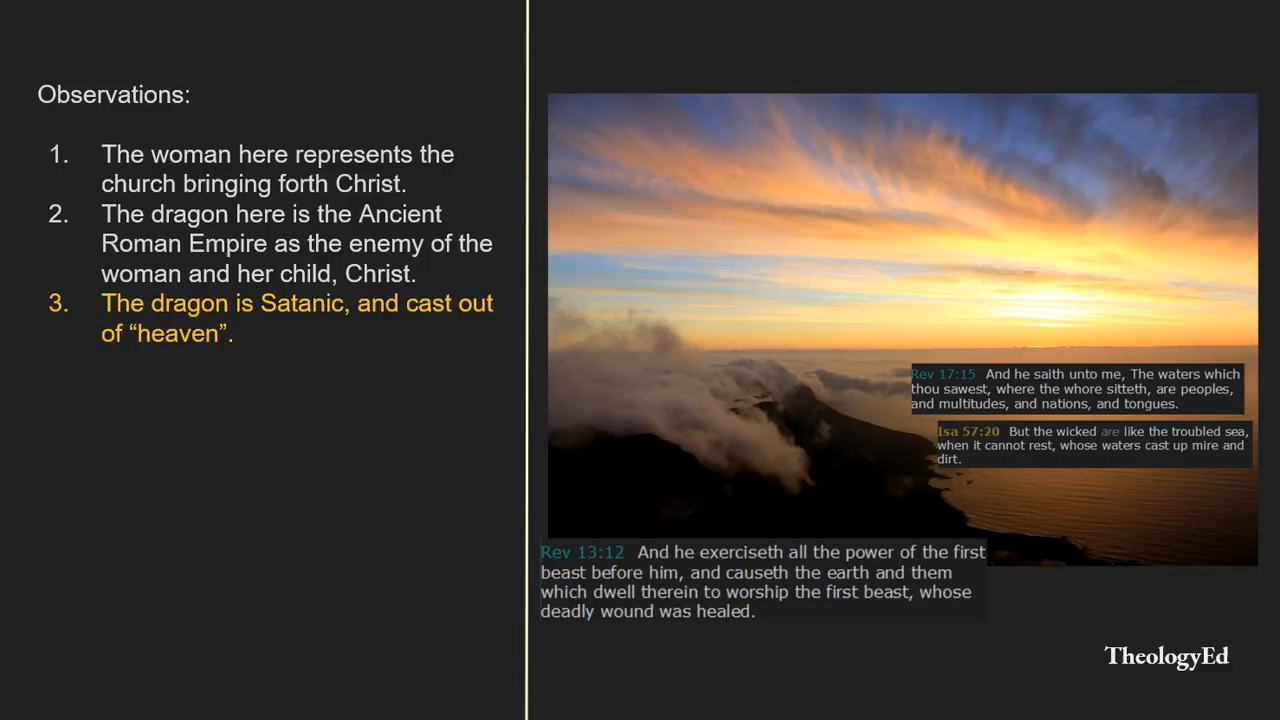 Observations:
1. The woman here represents the
church bringing forth Christ.
2. The dragon here is the Ancient
Roman Empire as the enemy of the
woman and her child, Christ.
3. The dragon is Satanic, and cast out
of “heaven”.
Rev 17:15 And he saith unto me, The waters which
thou sawest, where the whore sitteth, are peoples,
and multitudes, and nations, and tongues.
Isa 57:20 But the wicked are like the troubled sea,
when it cannot rest, whose waters cast up mire and
dirt.
Rev 13:12 And he exerciseth all the power of the first
beast before him, and causeth the earth and them
which dwell therein to worship the first beast, whose
deadly wound was healed.
TheologyEd